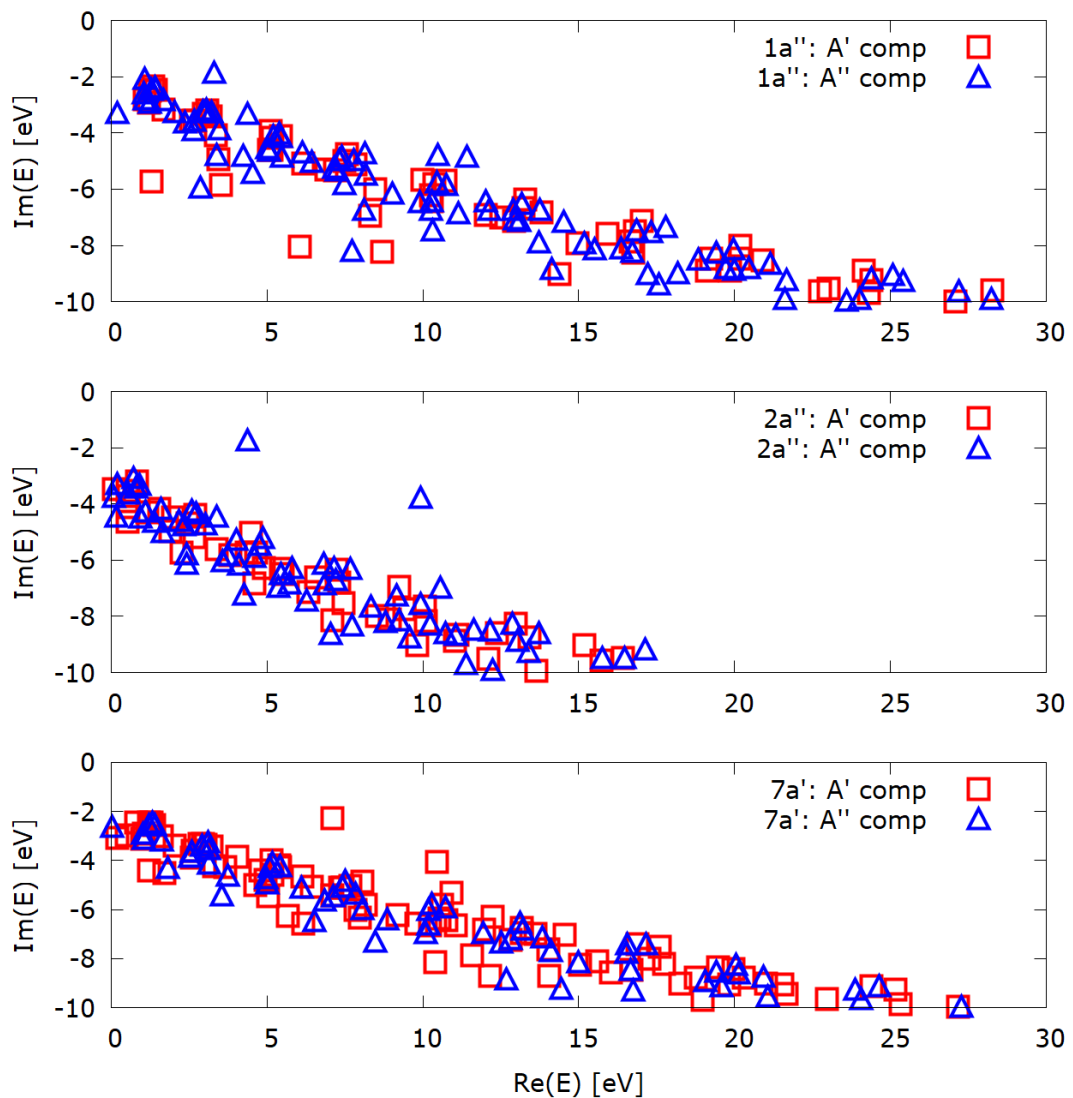 0
-2
-4
-6
-8
-10
Im(E) [eV]
1a'': A' comp
1a'': A'' comp
0 5 10 15 20 25 30
0
-2
-4
-6
-8
-10
Im(E) [eV]
2a'': A' comp
2a'': A'' comp
0 5 10 15 20 25 30
0
-2
-4
-6
-8
-10
Im(E) [eV]
7a': A' comp
7a': A'' comp
0 5 10 15 20 25 30
Re(E) [eV]